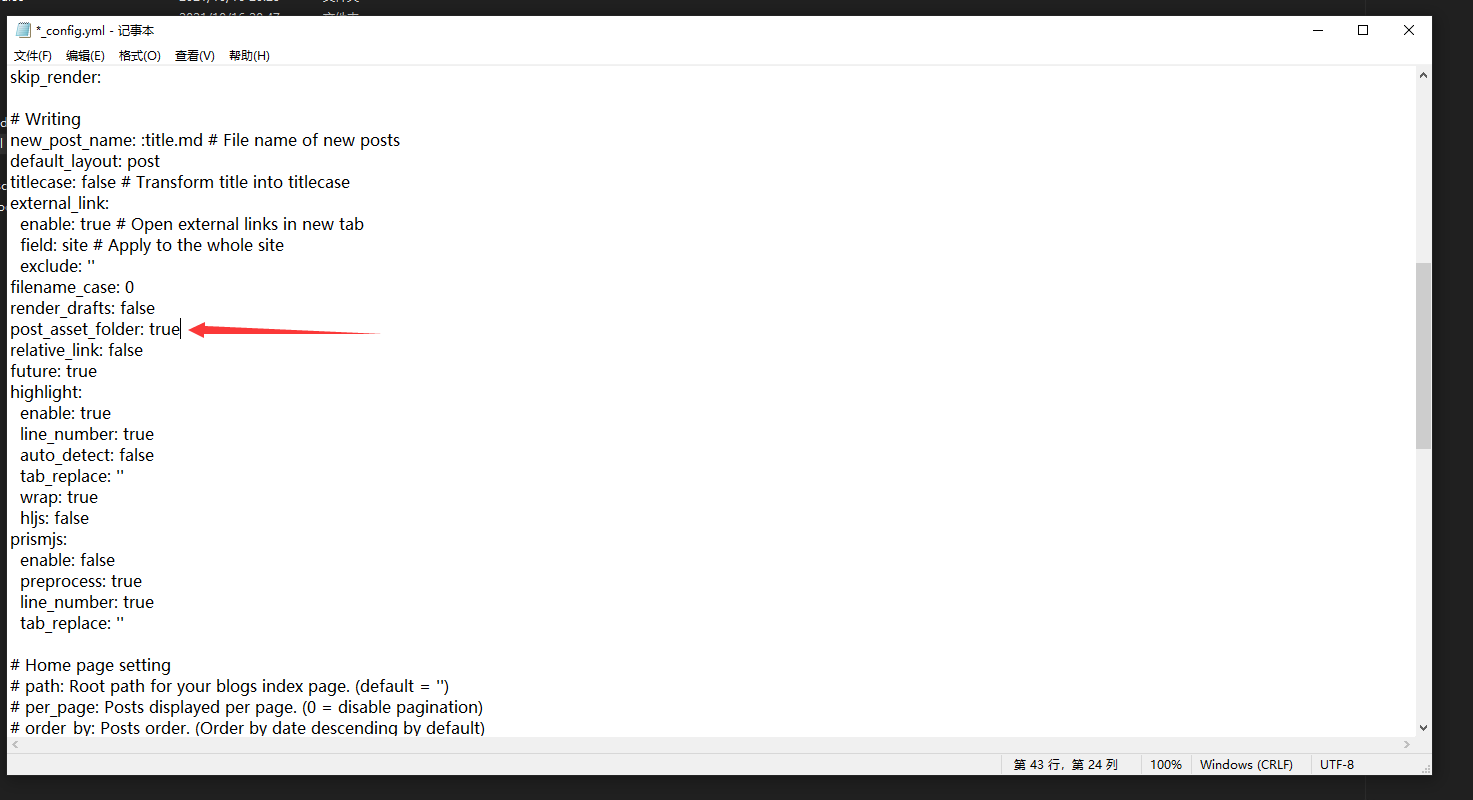 *_config.yml - 记事本
文件(F) 编辑(E) 格式(O) 查看(V) 帮助(H)
skip_render:
# Writing
new_post_name: :title.md # File name of new posts
default_layout: post
titlecase: false # Transform title into titlecase
external_link:
  enable: true # Open external links in new tab
  field: site # Apply to the whole site
  exclude: ''
filename_case: 0
render_drafts: false
post_asset_folder: true
relative_link: false
future: true
highlight:
  enable: true
  line_number: true
  auto_detect: false
  tab_replace: ''
  wrap: true
  hljs: false
prismjs:
  enable: false
  preprocess: true
  line_number: true
  tab_replace: ''
# Home page setting
# path: Root path for your blogs index page. (default = '')
# per_page: Posts displayed per page. (0 = disable pagination)
# order_by: Posts order. (Order by date descending by default)
第 43 行，第 24 列 100% Windows (CRLF) UTF-8